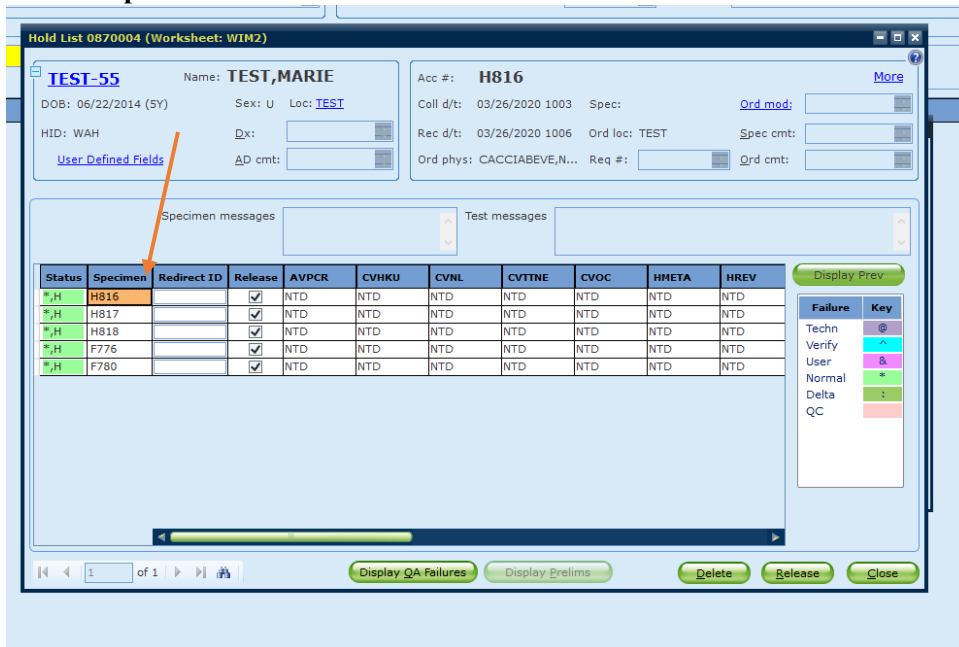 Hold List 0870004 (Worksheet: WIM2)
TEST-55 Name: TEST,MARIE
DOB: 06/22/2014 (5Y) Sex: U Loc: TEST
HID: WAH Dx:
User Defined Fields AD cmt:
Acc #: H816 More
Coll d/t: 03/26/2020 1003 Spec: Ord mod:
Rec d/t: 03/26/2020 1006 Ord loc: TEST Spec cmt:
Ord phys: CACCIABEVE,N... Req #: Ord cmt:
Specimen messages Test messages
Status Specimen Redirect ID Release AVPCR CVHKU CVNL CVTTNE CVOC HMETA HREV
*,H H816 NTD NTD NTD NTD NTD NTD NTD
*,H H817 NTD NTD NTD NTD NTD NTD NTD
*,H H818 NTD NTD NTD NTD NTD NTD NTD
*,H F776 NTD NTD NTD NTD NTD NTD NTD
*,H F780 NTD NTD NTD NTD NTD NTD NTD
Display Prev
Failure Key
Techn @
Verify ^
User &
Normal *
Delta :
QC
1 of 1 Display QA Failures Display Prelims Delete Release Close